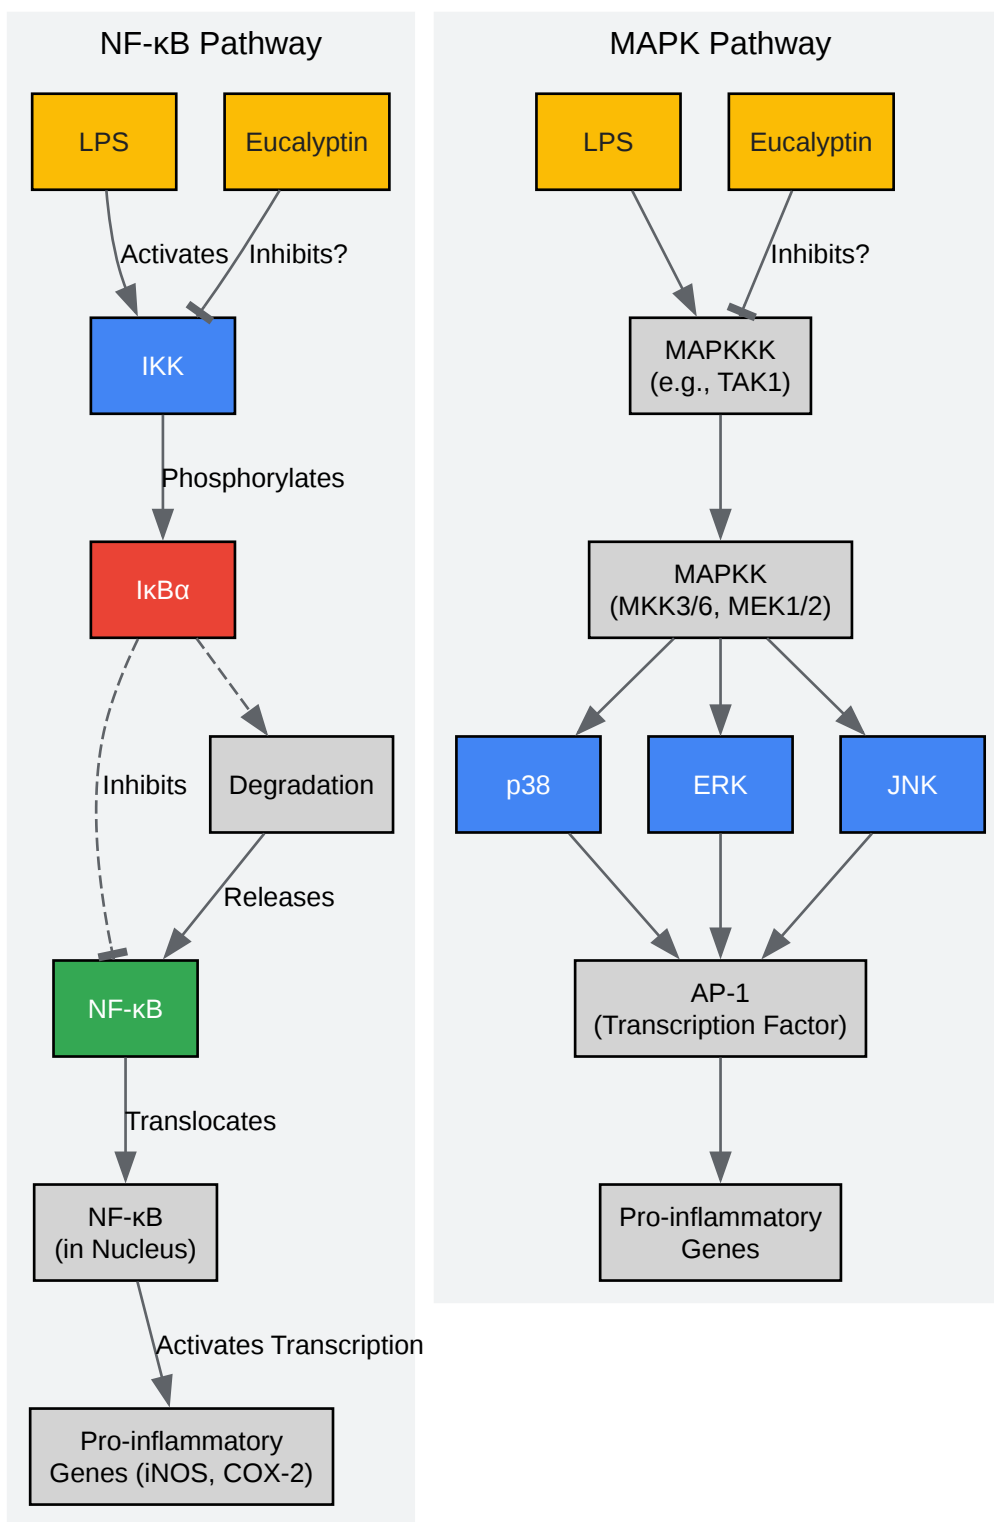 NF-κB Pathway
LPS
Eucalyptin
Activates
Inhibits?
IKK
Phosphorylates
IκBα
Inhibits
Degradation
Releases
NF-κB
Translocates
NF-κB
(in Nucleus)
Activates Transcription
Pro-inflammatory
Genes (iNOS, COX-2)
MAPK Pathway
LPS
Eucalyptin
Inhibits?
MAPKKK
(e.g., TAK1)
MAPKK
(MKK3/6, MEK1/2)
p38
ERK
JNK
AP-1
(Transcription Factor)
Pro-inflammatory
Genes